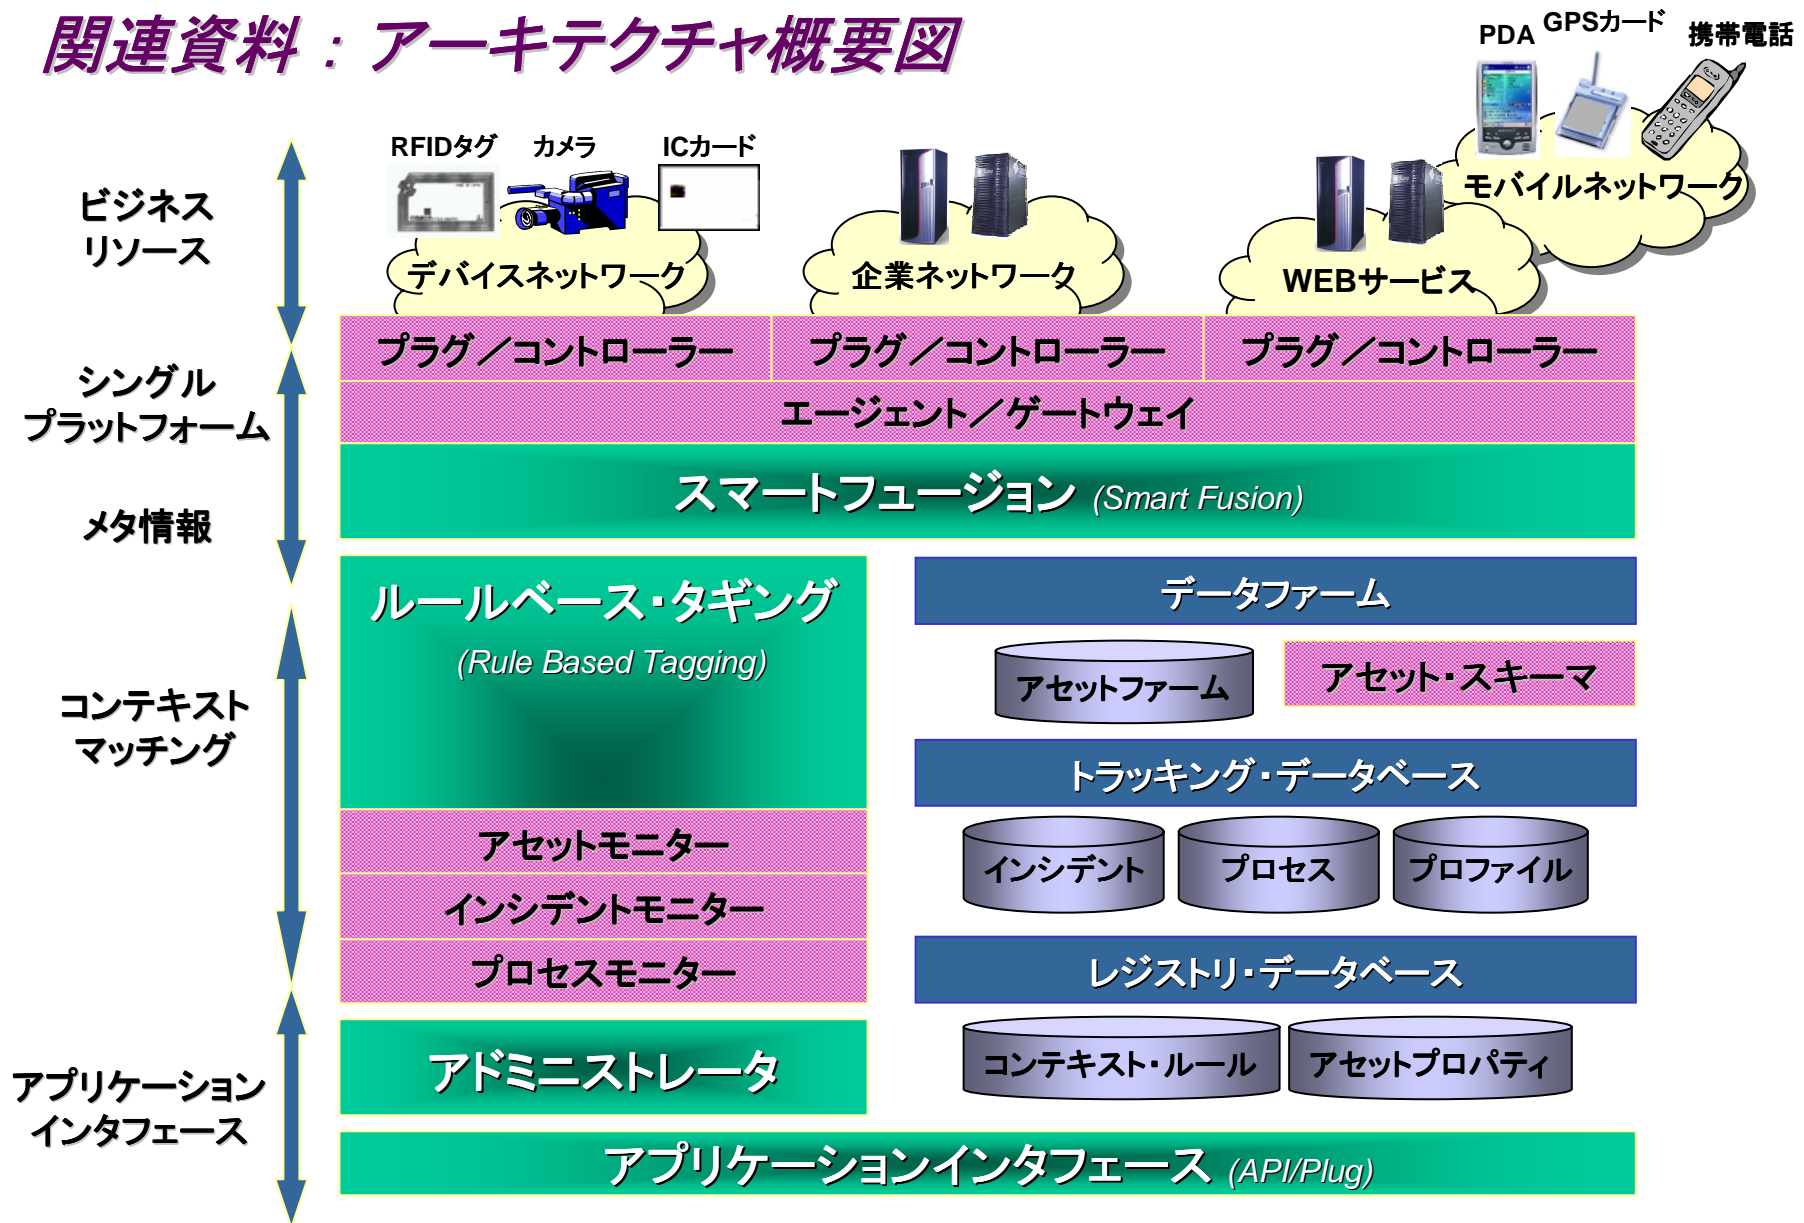 関連資料：アーキテクチャ概要図
PDA
GPSカード
携帯電話
RFIDタグ
カメラ
ICカード
モバイルネットワーク
ビジネス
リソース
デバイスネットワーク
企業ネットワーク
WEBサービス
プラグ／コントローラー
プラグ／コントローラー
プラグ／コントローラー
シングル
プラットフォーム
エージェント／ゲートウェイ
スマートフュージョン (Smart Fusion)
メタ情報
ルールベース・タギング
(Rule Based Tagging)
データファーム
アセットファーム
アセット・スキーマ
コンテキスト
マッチング
トラッキング・データベース
アセットモニター
インシデント
プロセス
プロファイル
インシデントモニター
プロセスモニター
レジストリ・データベース
アドミニストレータ
コンテキスト・ルール
アセットプロパティ
アプリケーション
インタフェース
アプリケーションインタフェース (API/Plug)